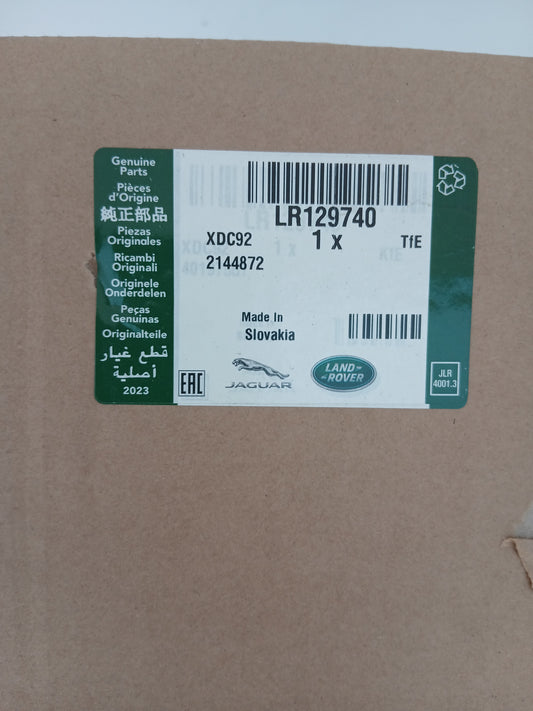 Genuine
Parts
Pièces
d'Origine
純正部品
Piezas
Originales
Ricambi
Originali
Originele
Onderdelen
Peças
Genuínas
Originalteile
قطع غيار
أصلية
2023
LR129740
XDC92 1 x TfE
2144872
Made In
Slovakia
EAC
JAGUAR
LAND
ROVER
JLR
4001.3